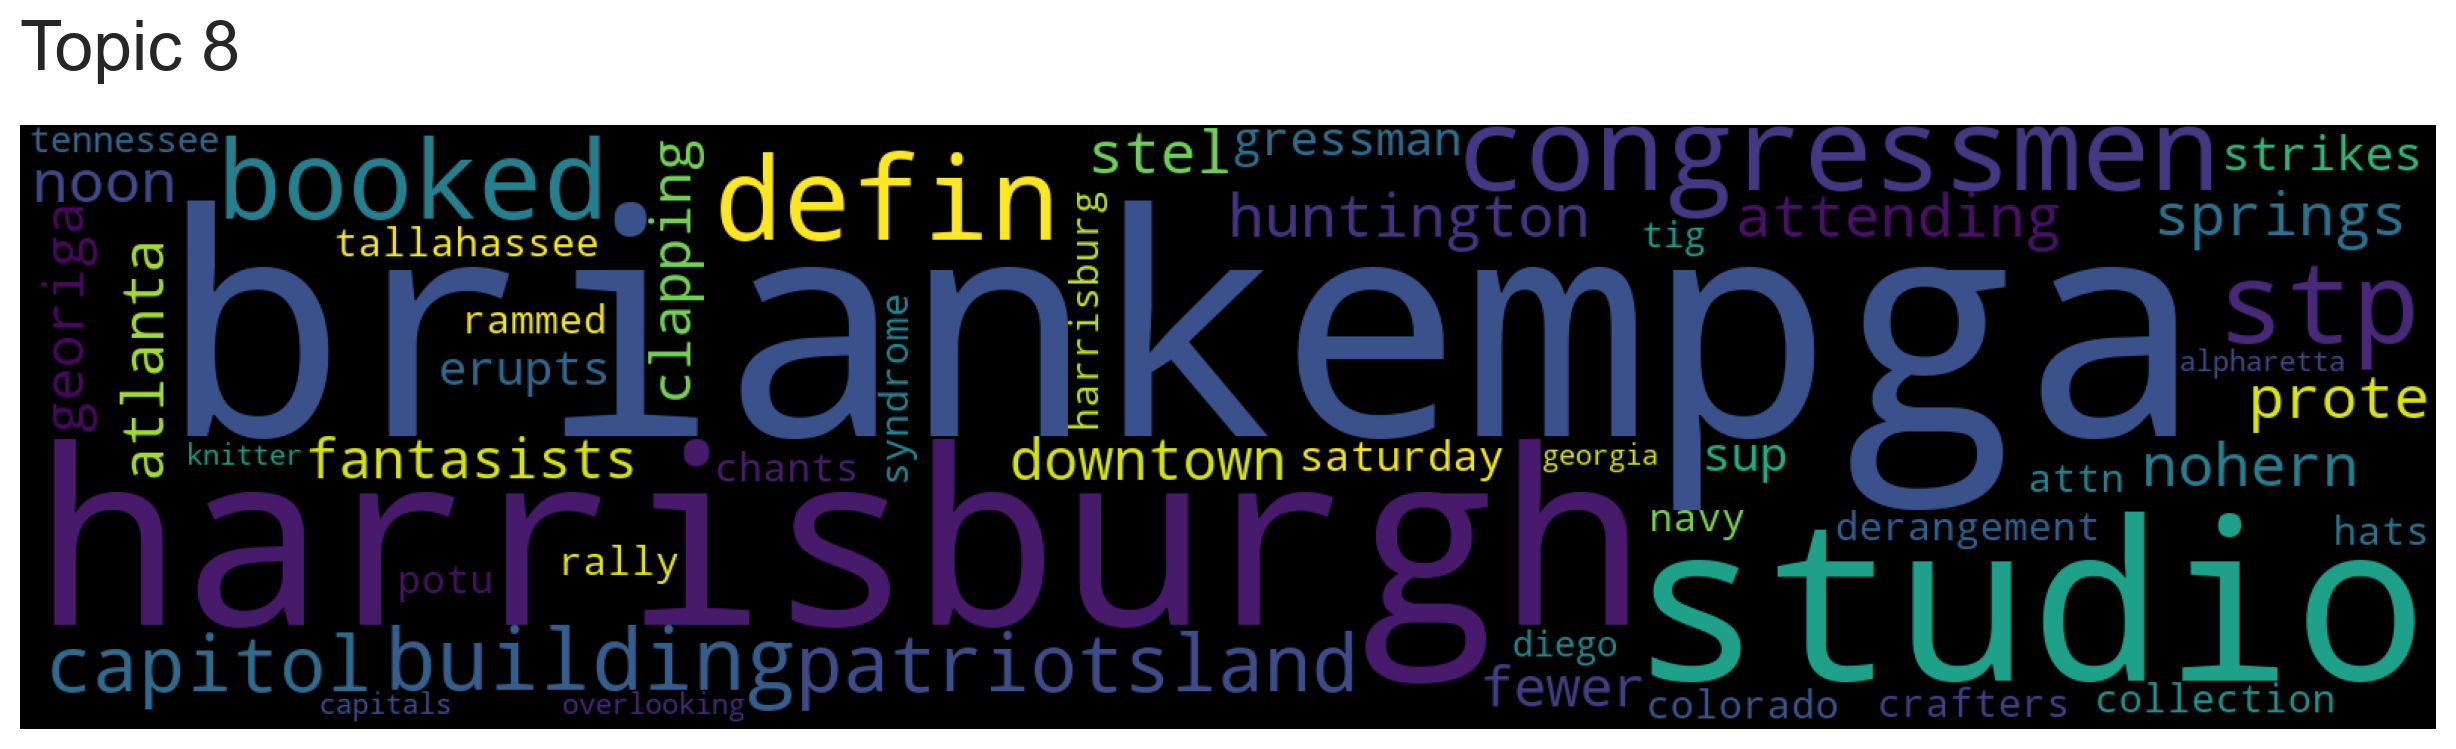 Topic 8
tennessee
noon
booked
clapping
defin
stel
gressman
congressmen
strikes
georiga
atlanta
tallahassee
harrisburg
huntington
tig
attending
springs
briankempga
rammed
erupts
syndrome
stp
alpharetta
prote
knitter
fantasists
chants
downtown
saturday
georgia
sup
attn
nohern
harrisburgh
potu
rally
navy
derangement
hats
studio
capitol
building
patriotsland
diego
fewer
capitals
overlooking
colorado
crafters
collection